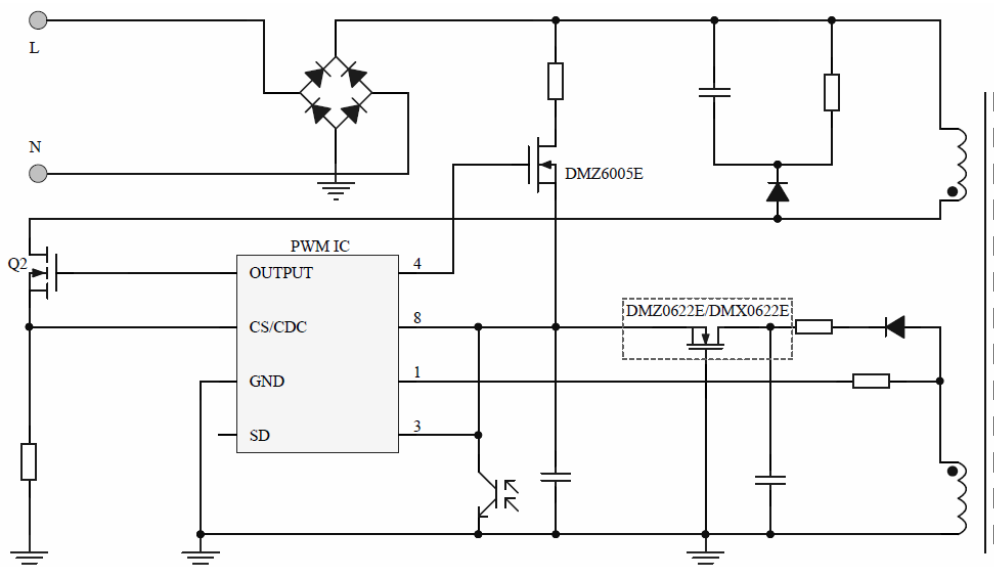 L
N
DMZ6005E
PWM IC
Q2
OUTPUT
4
DMZ0622E/DMX0622E
CS/CDC
8
GND
1
SD
3